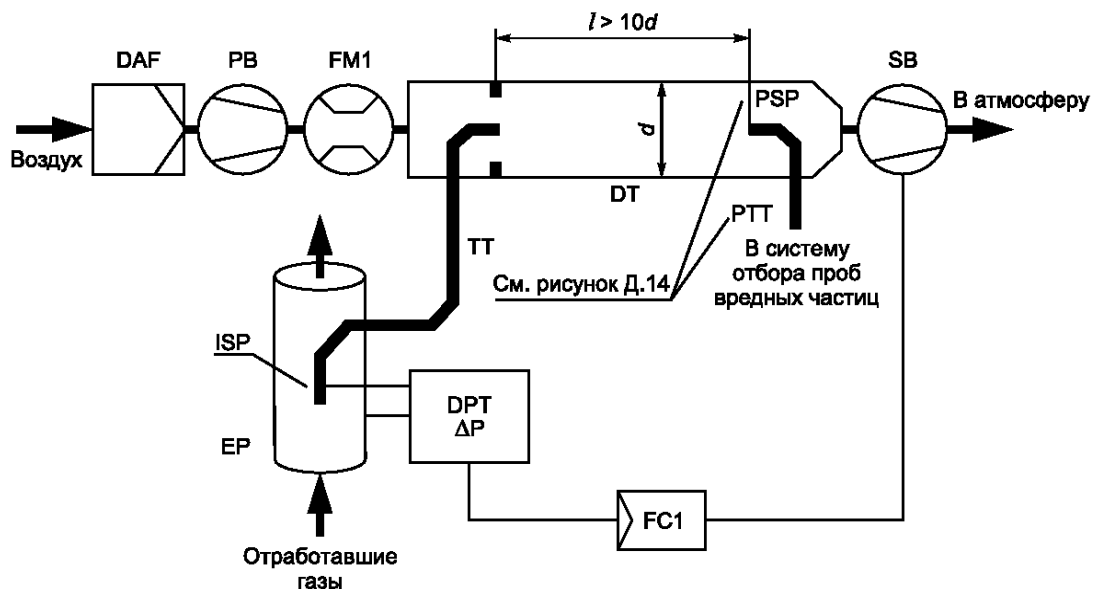 l > 10d
DAF
PB
FM1
SB
PSP
В атмосферу
d
Воздух
DT
PTT
TT
В систему
отбора проб
вредных частиц
См. рисунок Д.14
ISP
DPT
ΔP
EP
FC1
Отработавшие
газы